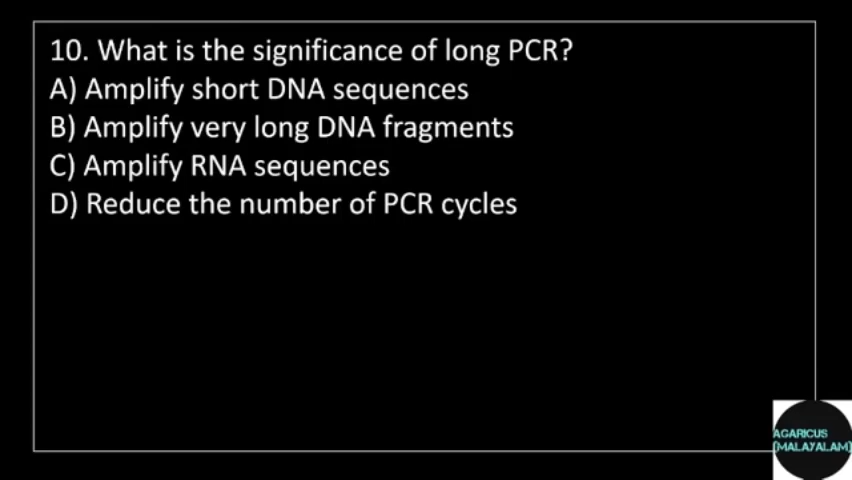 10. What is the significance of long PCR?
A) Amplify short DNA sequences
B) Amplify very long DNA fragments
C) Amplify RNA sequences
D) Reduce the number of PCR cycles
AGARICUS
(MALAYALAM)